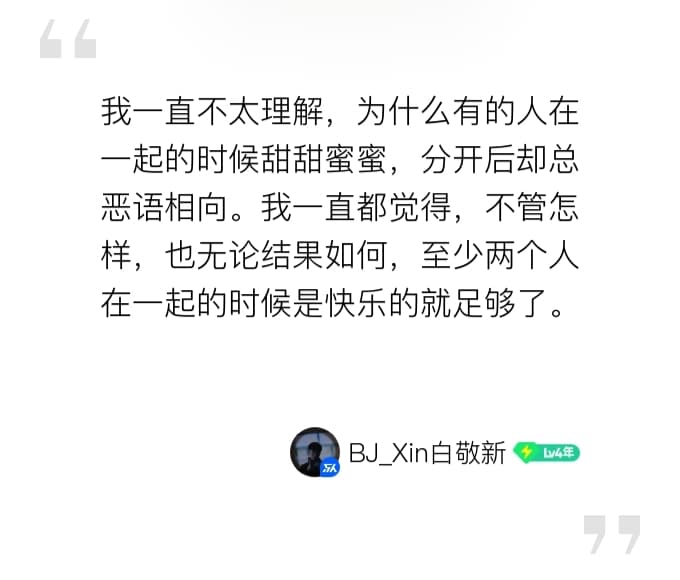 “
我一直不太理解，为什么有的人在
一起的时候甜甜蜜蜜，分开后却总
恶语相向。我一直都觉得，不管怎
样，也无论结果如何，至少两个人
在一起的时候是快乐的就足够了。
BJ_Xin白敬新 Lv4年
”